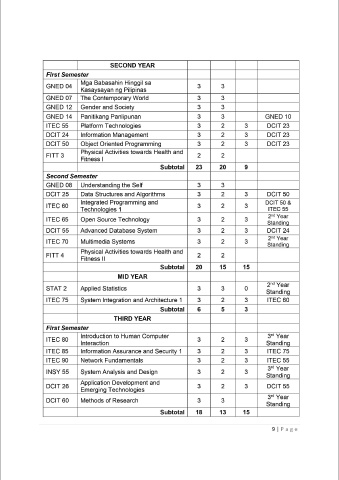 SECOND YEAR
First Semester
GNED 04 Mga Babasahin Hinggil sa Kasaysayan ng Pilipinas 3 3
GNED 07 The Contemporary World 3 3
GNED 12 Gender and Society 3 3
GNED 14 Panitikang Panlipunan 3 3 GNED 10
ITEC 55 Platform Technologies 3 2 3 DCIT 23
DCIT 24 Information Management 3 2 3 DCIT 23
DCIT 50 Object Oriented Programming 3 2 3 DCIT 23
FITT 3 Physical Activities towards Health and Fitness I 2 2
Subtotal 23 20 9
Second Semester
GNED 08 Understanding the Self 3 3
DCIT 25 Data Structures and Algorithms 3 2 3 DCIT 50
ITEC 60 Integrated Programming and Technologies 1 3 2 3 DCIT 50 & ITEC 55
ITEC 65 Open Source Technology 3 2 3 2nd Year Standing
DCIT 55 Advanced Database System 3 2 3 DCIT 24
ITEC 70 Multimedia Systems 3 2 3 2nd Year Standing
FITT 4 Physical Activities towards Health and Fitness II 2 2
Subtotal 20 15 15
MID YEAR
STAT 2 Applied Statistics 3 3 0 2nd Year Standing
ITEC 75 System Integration and Architecture 1 3 2 3 ITEC 60
Subtotal 6 5 3
THIRD YEAR
First Semester
ITEC 80 Introduction to Human Computer Interaction 3 2 3 3rd Year Standing
ITEC 85 Information Assurance and Security 1 3 2 3 ITEC 75
ITEC 90 Network Fundamentals 3 2 3 ITEC 55
INSY 55 System Analysis and Design 3 2 3 3rd Year Standing
DCIT 26 Application Development and Emerging Technologies 3 2 3 DCIT 55
DCIT 60 Methods of Research 3 3 3rd Year Standing
Subtotal 18 13 15
9 | Page